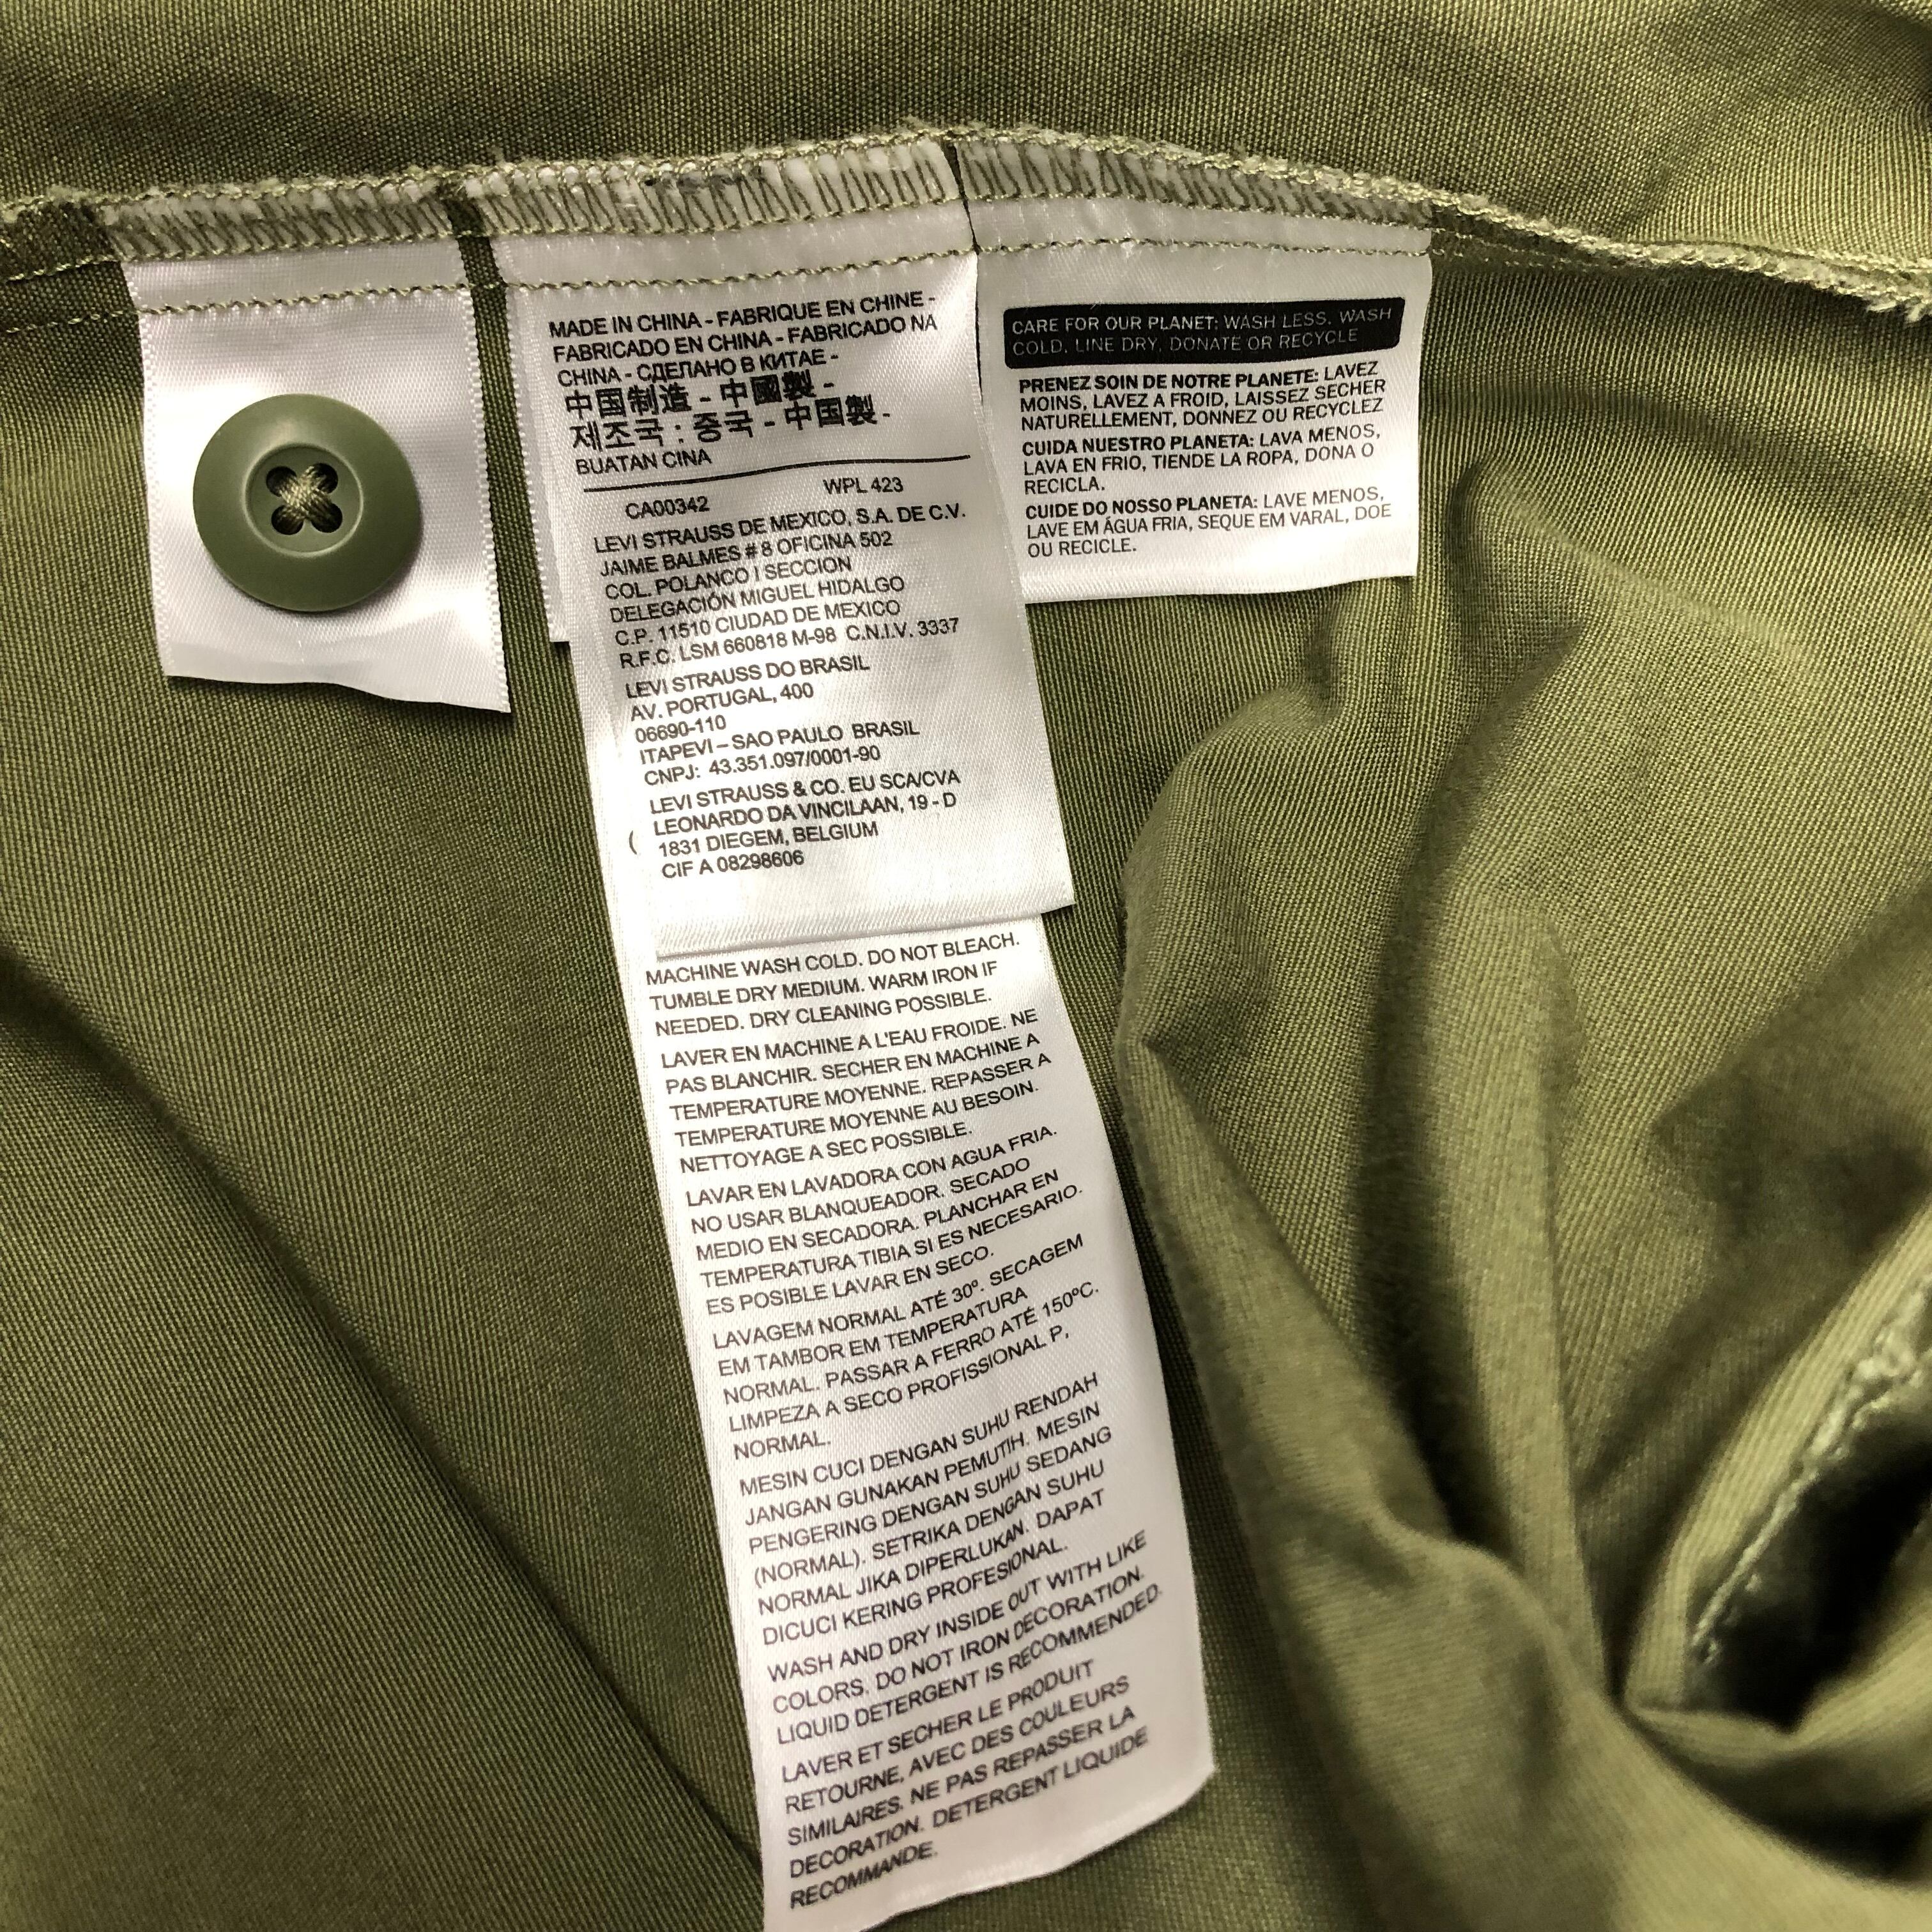 MADE IN CHINA - FABRIQUE EN CHINE -
FABRICADO EN CHINA - FABRICADO NA
CHINA - СДЕЛАНО В КИТАЕ -
中国制造 - 中國製 -
제조국 : 중국 - 中国製 -
BUATAN CINA
CA00342 WPL 423
LEVI STRAUSS DE MEXICO, S.A. DE C.V.
JAIME BALMES # 8 OFICINA 502
COL. POLANCO I SECCION
DELEGACIÓN MIGUEL HIDALGO
C.P. 11510 CIUDAD DE MEXICO
R.F.C. LSM 660818 M-98 C.N.I.V. 3337
LEVI STRAUSS DO BRASIL
AV. PORTUGAL, 400
06690-110
ITAPEVI – SAO PAULO BRASIL
CNPJ: 43.351.097/0001-90
LEVI STRAUSS & CO. EU SCA/CVA
LEONARDO DA VINCILAAN, 19 - D
1831 DIEGEM, BELGIUM
CIF A 08298606
MACHINE WASH COLD. DO NOT BLEACH.
TUMBLE DRY MEDIUM. WARM IRON IF
NEEDED. DRY CLEANING POSSIBLE.
LAVER EN MACHINE A L'EAU FROIDE. NE
PAS BLANCHIR. SECHER EN MACHINE A
TEMPERATURE MOYENNE. REPASSER A
TEMPERATURE MOYENNE AU BESOIN.
NETTOYAGE A SEC POSSIBLE.
LAVAR EN LAVADORA CON AGUA FRIA.
NO USAR BLANQUEADOR. SECADO
MEDIO EN SECADORA. PLANCHAR EN
TEMPERATURA TIBIA SI ES NECESARIO.
ES POSIBLE LAVAR EN SECO.
LAVAGEM NORMAL ATÉ 30º. SECAGEM
EM TAMBOR EM TEMPERATURA
NORMAL. PASSAR A FERRO ATÉ 150ºC.
LIMPEZA A SECO PROFISSIONAL P,
NORMAL.
MESIN CUCI DENGAN SUHU RENDAH
JANGAN GUNAKAN PEMUTIH. MESIN
PENGERING DENGAN SUHU SEDANG
(NORMAL). SETRIKA DENGAN SUHU
NORMAL JIKA DIPERLUKAN. DAPAT
DICUCI KERING PROFESIONAL.
WASH AND DRY INSIDE OUT WITH LIKE
COLORS. DO NOT IRON DECORATION.
LIQUID DETERGENT IS RECOMMENDED.
LAVER ET SECHER LE PRODUIT
RETOURNE, AVEC DES COULEURS
SIMILAIRES. NE PAS REPASSER LA
DECORATION. DETERGENT LIQUIDE
RECOMMANDE.
CARE FOR OUR PLANET: WASH LESS, WASH
COLD, LINE DRY, DONATE OR RECYCLE
PRENEZ SOIN DE NOTRE PLANETE: LAVEZ
MOINS, LAVEZ A FROID, LAISSEZ SECHER
NATURELLEMENT, DONNEZ OU RECYCLEZ
CUIDA NUESTRO PLANETA: LAVA MENOS,
LAVA EN FRIO, TIENDE LA ROPA, DONA O
RECICLA.
CUIDE DO NOSSO PLANETA: LAVE MENOS,
LAVE EM ÁGUA FRIA, SEQUE EM VARAL, DOE
OU RECICLE.